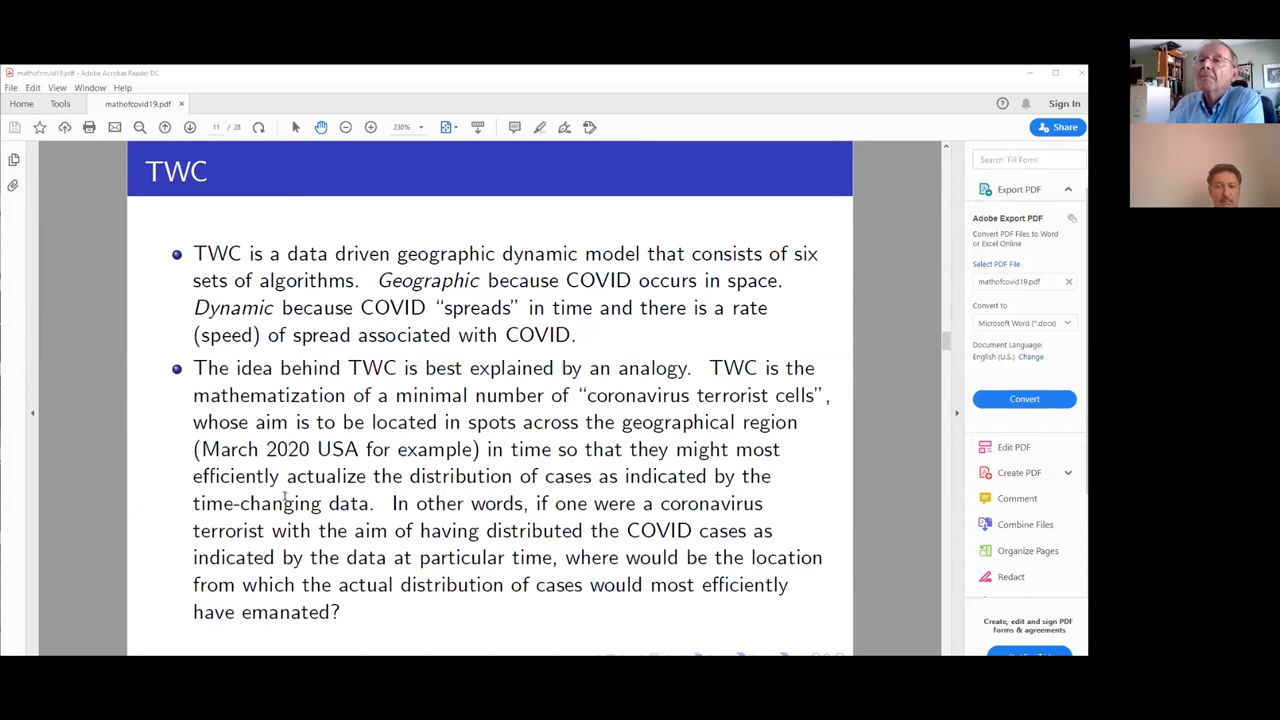 mathofcovid19.pdf - Adobe Acrobat Reader DC
File Edit View Window Help
Home Tools mathofcovid19.pdf × Sign In
11 / 28 230% Share
TWC
TWC is a data driven geographic dynamic model that consists of six
sets of algorithms. Geographic because COVID occurs in space.
Dynamic because COVID “spreads” in time and there is a rate
(speed) of spread associated with COVID.
The idea behind TWC is best explained by an analogy. TWC is the
mathematization of a minimal number of “coronavirus terrorist cells”,
whose aim is to be located in spots across the geographical region
(March 2020 USA for example) in time so that they might most
efficiently actualize the distribution of cases as indicated by the
time-changing data. In other words, if one were a coronavirus
terrorist with the aim of having distributed the COVID cases as
indicated by the data at particular time, where would be the location
from which the actual distribution of cases would most efficiently
have emanated?
Search 'Fill Form'
Export PDF
Adobe Export PDF
Convert PDF Files to Word
or Excel Online
Select PDF File
mathofcovid19.pdf
Convert to
Microsoft Word (*.docx)
Document Language:
English (U.S.) Change
Convert
Edit PDF
Create PDF
Comment
Combine Files
Organize Pages
Redact
Create, edit and sign PDF
forms & agreements